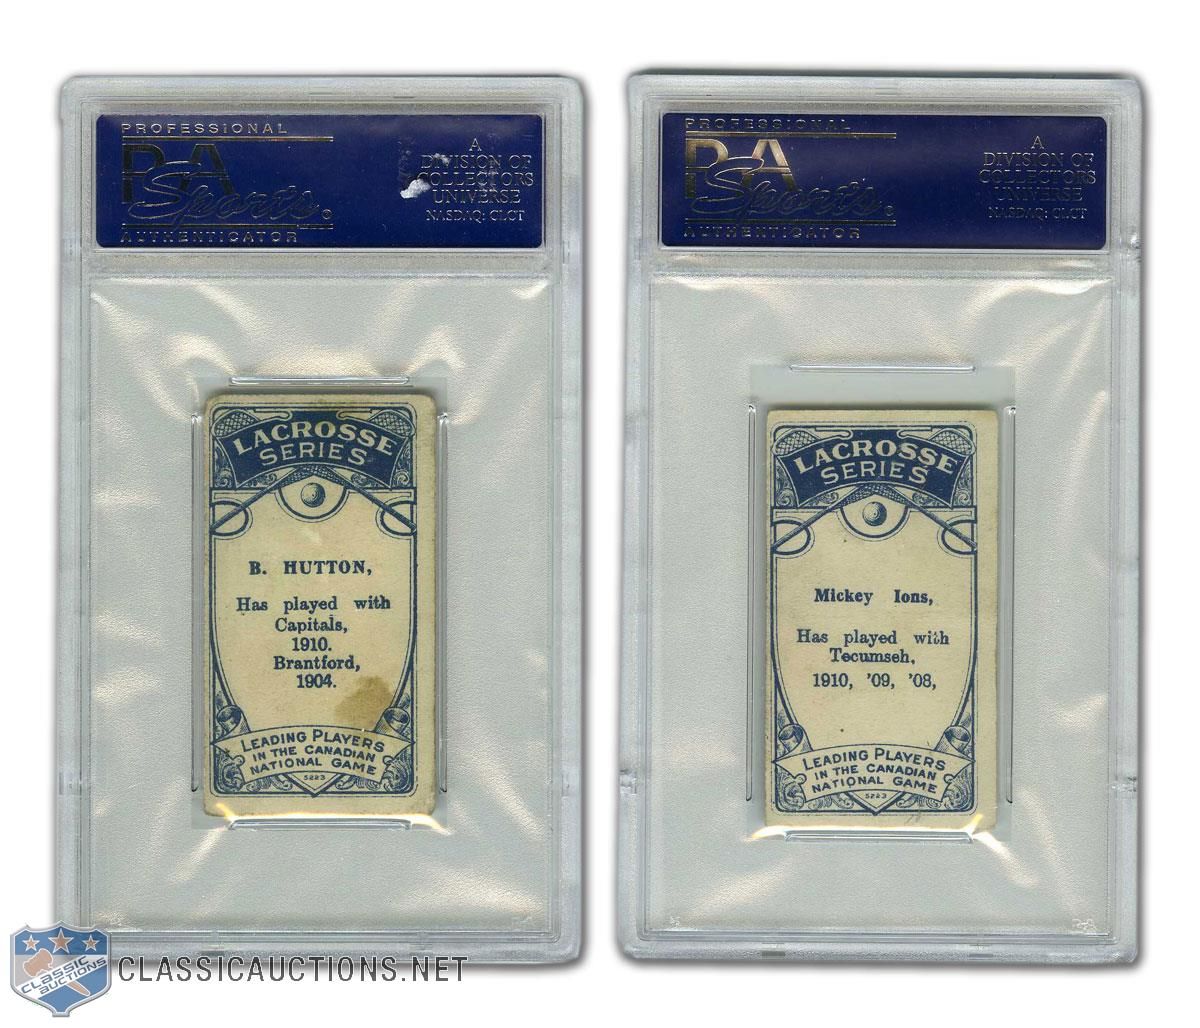 PROFESSIONAL
PSA
Sports
AUTHENTICATOR
A
DIVISION OF
COLLECTORS
UNIVERSE
NASDAQ: CLCT
LACROSSE
SERIES
B. HUTTON,
Has played with
Capitals,
1910.
Brantford,
1904.
LEADING PLAYERS
IN THE CANADIAN
NATIONAL GAME
5223
PROFESSIONAL
PSA
Sports
AUTHENTICATOR
A
DIVISION OF
COLLECTORS
UNIVERSE
NASDAQ: CLCT
LACROSSE
SERIES
Mickey Ions,
Has played with
Tecumseh,
1910, '09, '08,
LEADING PLAYERS
IN THE CANADIAN
NATIONAL GAME
5223
CLASSIC
AUCTIONS
CLASSICAUCTIONS.NET